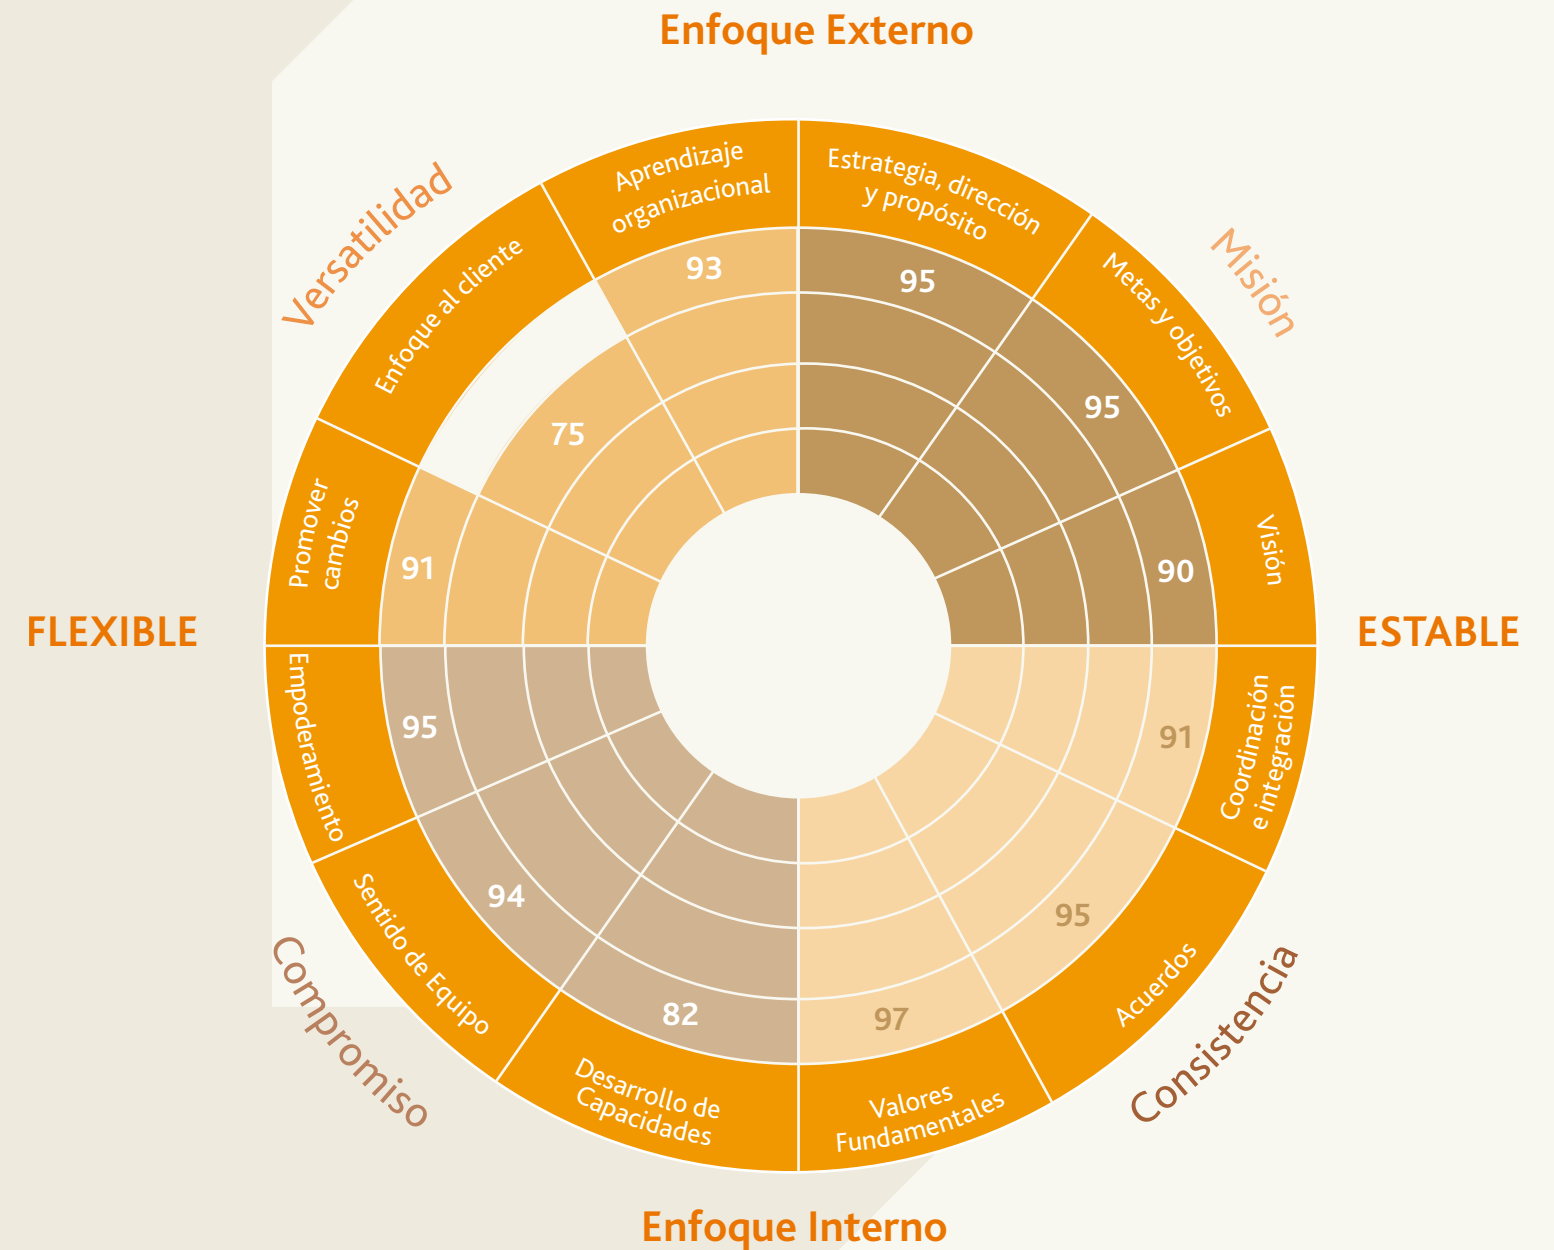 Enfoque Externo
Versatilidad
Misión
Aprendizaje
organizacional
Estrategia, dirección
y propósito
Enfoque al cliente
Metas y objetivos
Promover
cambios
Visión
93
95
75
95
91
90
FLEXIBLE
ESTABLE
Empoderamiento
Coordinación
e integración
95
91
94
95
82
97
Sentido de Equipo
Acuerdos
Desarrollo de
Capacidades
Valores
Fundamentales
Compromiso
Consistencia
Enfoque Interno